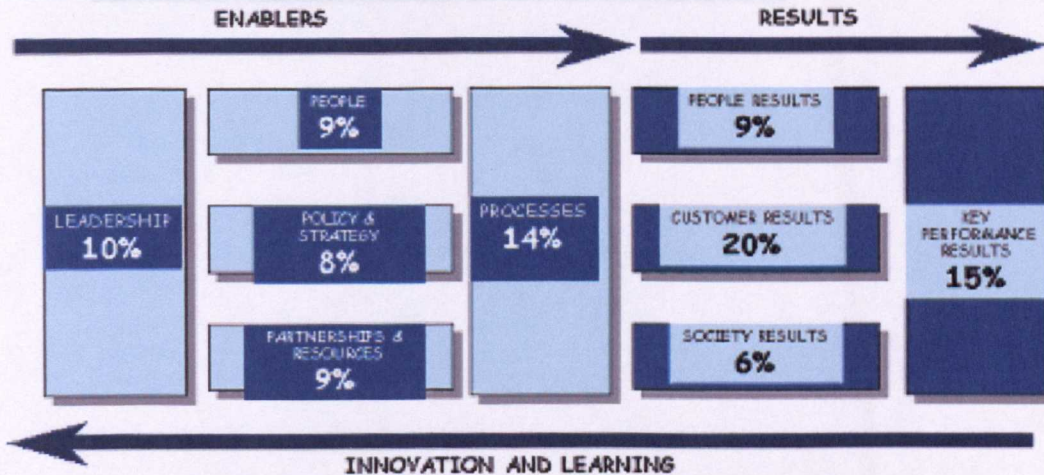 ENABLERS
RESULTS
LEADERSHIP
10%
PEOPLE
9%
POLICY &
STRATEGY
8%
PARTNERSHIPS &
RESOURCES
9%
PROCESSES
14%
PEOPLE RESULTS
9%
CUSTOMER RESULTS
20%
SOCIETY RESULTS
6%
KEY
PERFORMANCE
RESULTS
15%
INNOVATION AND LEARNING